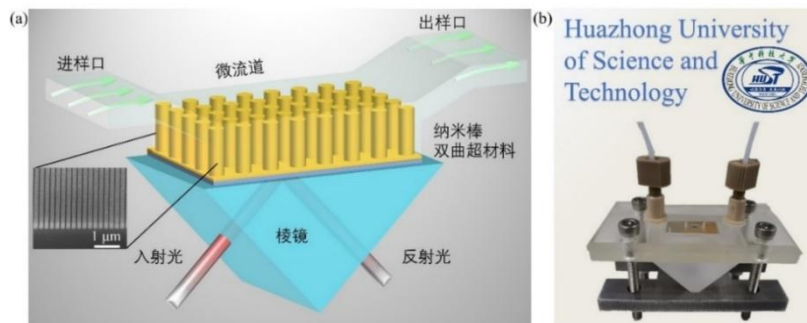 (a)
出样口
进样口
微流道
纳米棒
双曲超材料
1 μm
入射光
棱镜
反射光
(b)
Huazhong University
of Science and
Technology
HUST